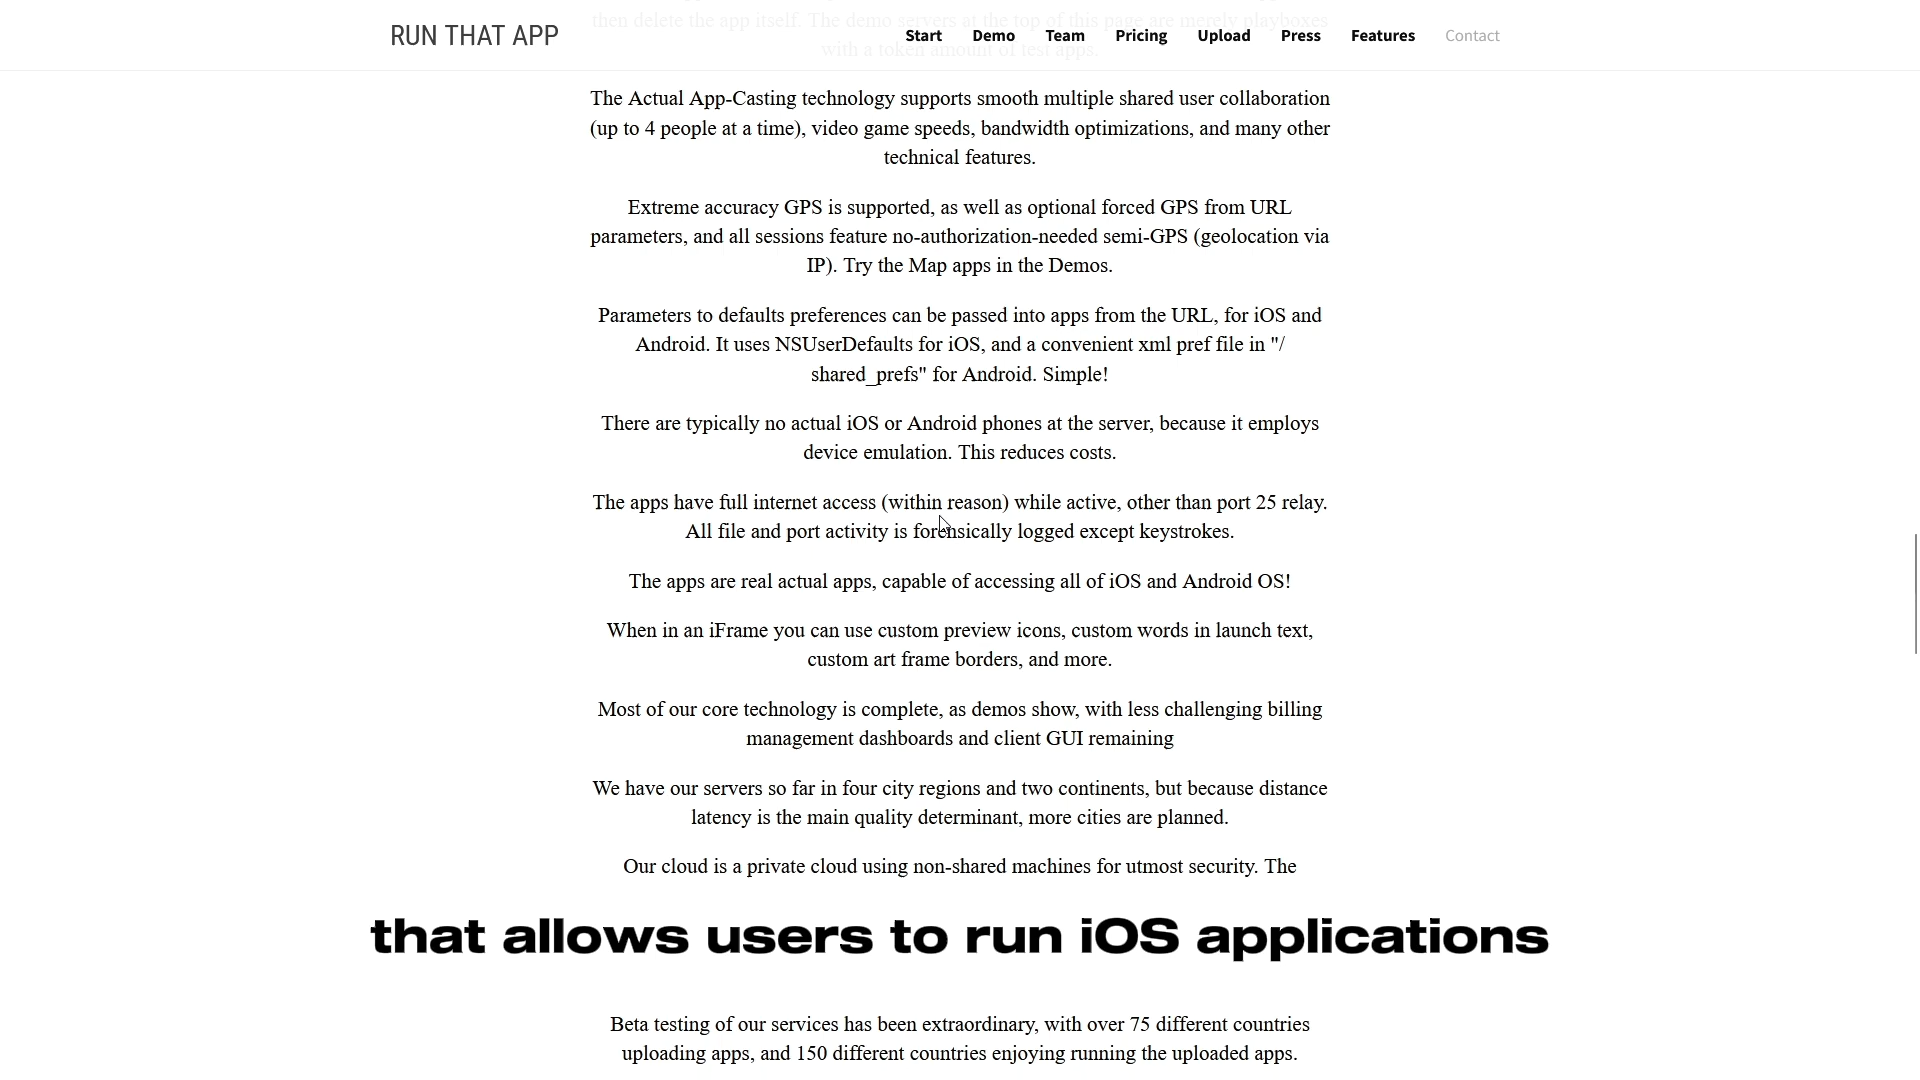 then delete the app itself. The demo servers at the top of this page are merely playboxes
with a token amount of test apps.
RUN THAT APP
Start Demo Team Pricing Upload Press Features Contact
The Actual App-Casting technology supports smooth multiple shared user collaboration
(up to 4 people at a time), video game speeds, bandwidth optimizations, and many other
technical features.
Extreme accuracy GPS is supported, as well as optional forced GPS from URL
parameters, and all sessions feature no-authorization-needed semi-GPS (geolocation via
IP). Try the Map apps in the Demos.
Parameters to defaults preferences can be passed into apps from the URL, for iOS and
Android. It uses NSUserDefaults for iOS, and a convenient xml pref file in "/
shared_prefs" for Android. Simple!
There are typically no actual iOS or Android phones at the server, because it employs
device emulation. This reduces costs.
The apps have full internet access (within reason) while active, other than port 25 relay.
All file and port activity is forensically logged except keystrokes.
The apps are real actual apps, capable of accessing all of iOS and Android OS!
When in an iFrame you can use custom preview icons, custom words in launch text,
custom art frame borders, and more.
Most of our core technology is complete, as demos show, with less challenging billing
management dashboards and client GUI remaining
We have our servers so far in four city regions and two continents, but because distance
latency is the main quality determinant, more cities are planned.
Our cloud is a private cloud using non-shared machines for utmost security. The
that allows users to run iOS applications
Beta testing of our services has been extraordinary, with over 75 different countries
uploading apps, and 150 different countries enjoying running the uploaded apps.